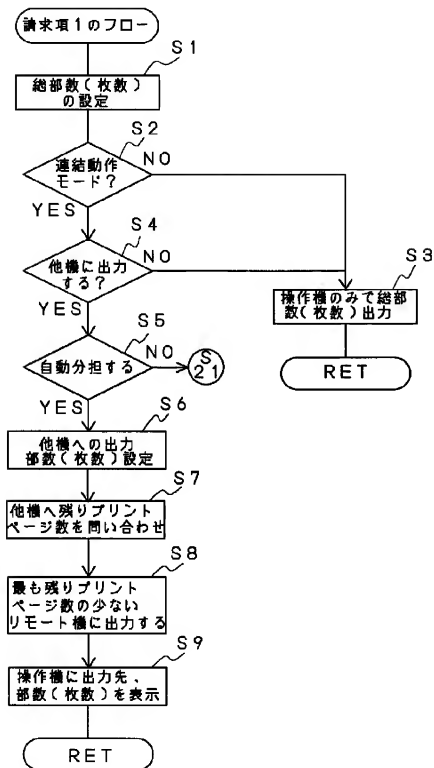 請求項１のフロー
S1
総部数(枚数)
の設定
S2
連結動作
モード？
NO
YES
S4
他機に出力
する？
NO
YES
S3
操作機のみで総部
数(枚数)出力
RET
S5
自動分担する
NO
S
21
YES
S6
他機への出力
部数(枚数)設定
S7
他機へ残りプリント
ページ数を問い合わせ
S8
最も残りプリント
ページ数の少ない
リモート機に出力する
S9
操作機に出力先、
部数(枚数)を表示
RET